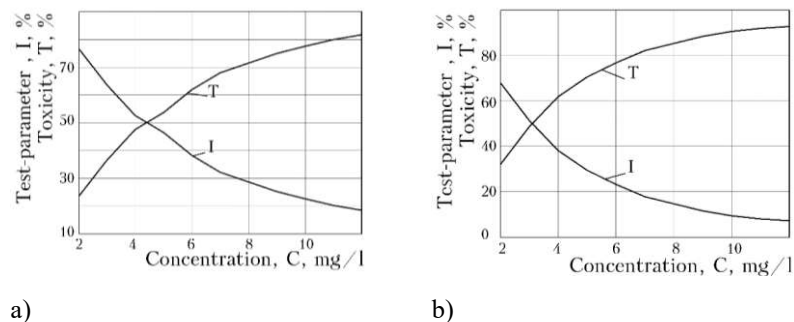 Test-parameter , I, %
Toxicity, T, %
70
50
30
10
2
4
6
8
10
T
I
Concentration, C, mg/l
a)
Test-parameter , I, %
Toxicity, T, %
80
60
40
20
0
2
4
6
8
10
T
I
Concentration, C, mg/l
b)